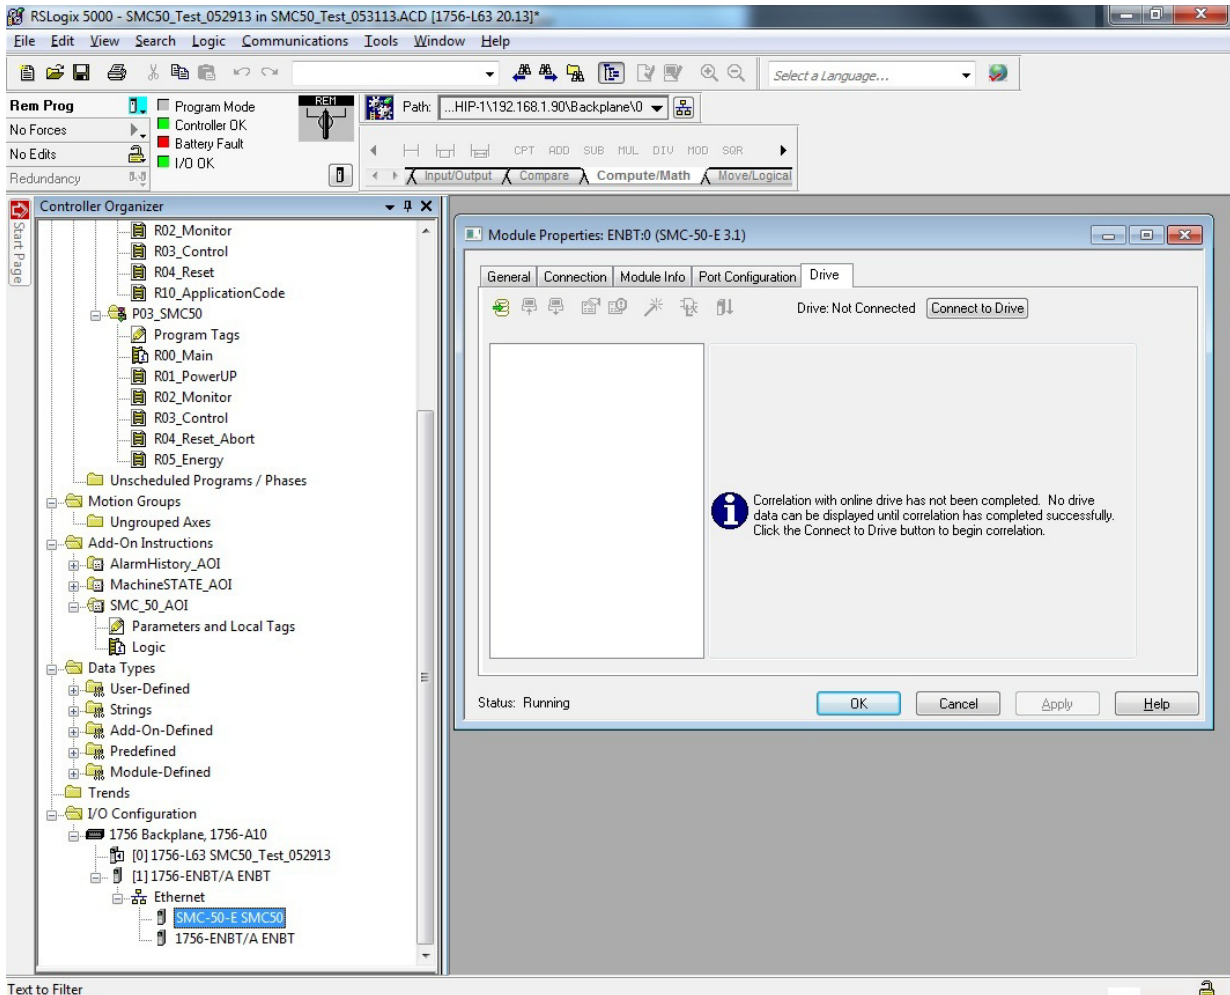 RSLogix 5000 - SMC50_Test_052913 in SMC50_Test_053113.ACD [1756-L63 20.13]*
File Edit View Search Logic Communications Tools Window Help
Select a Language...
Rem Prog
No Forces
No Edits
Redundancy
Program Mode
Controller OK
Battery Fault
I/O OK
REM
Path: ...HIP-1\192.168.1.90\Backplane\0
CPT ADD SUB MUL DIV MOD SQR
Input/Output Compare Compute/Math Move/Logical
Start Page
Controller Organizer
R02_Monitor
R03_Control
R04_Reset
R10_ApplicationCode
P03_SMC50
Program Tags
R00_Main
R01_PowerUP
R02_Monitor
R03_Control
R04_Reset_Abort
R05_Energy
Unscheduled Programs / Phases
Motion Groups
Ungrouped Axes
Add-On Instructions
AlarmHistory_AOI
MachineSTATE_AOI
SMC_50_AOI
Parameters and Local Tags
Logic
Data Types
User-Defined
Strings
Add-On-Defined
Predefined
Module-Defined
Trends
I/O Configuration
1756 Backplane, 1756-A10
[0] 1756-L63 SMC50_Test_052913
[1] 1756-ENBT/A ENBT
Ethernet
SMC-50-E SMC50
1756-ENBT/A ENBT
Module Properties: ENBT:0 (SMC-50-E 3.1)
General Connection Module Info Port Configuration Drive
Drive: Not Connected Connect to Drive
Correlation with online drive has not been completed. No drive
data can be displayed until correlation has completed successfully.
Click the Connect to Drive button to begin correlation.
Status: Running
OK Cancel Apply Help
Text to Filter